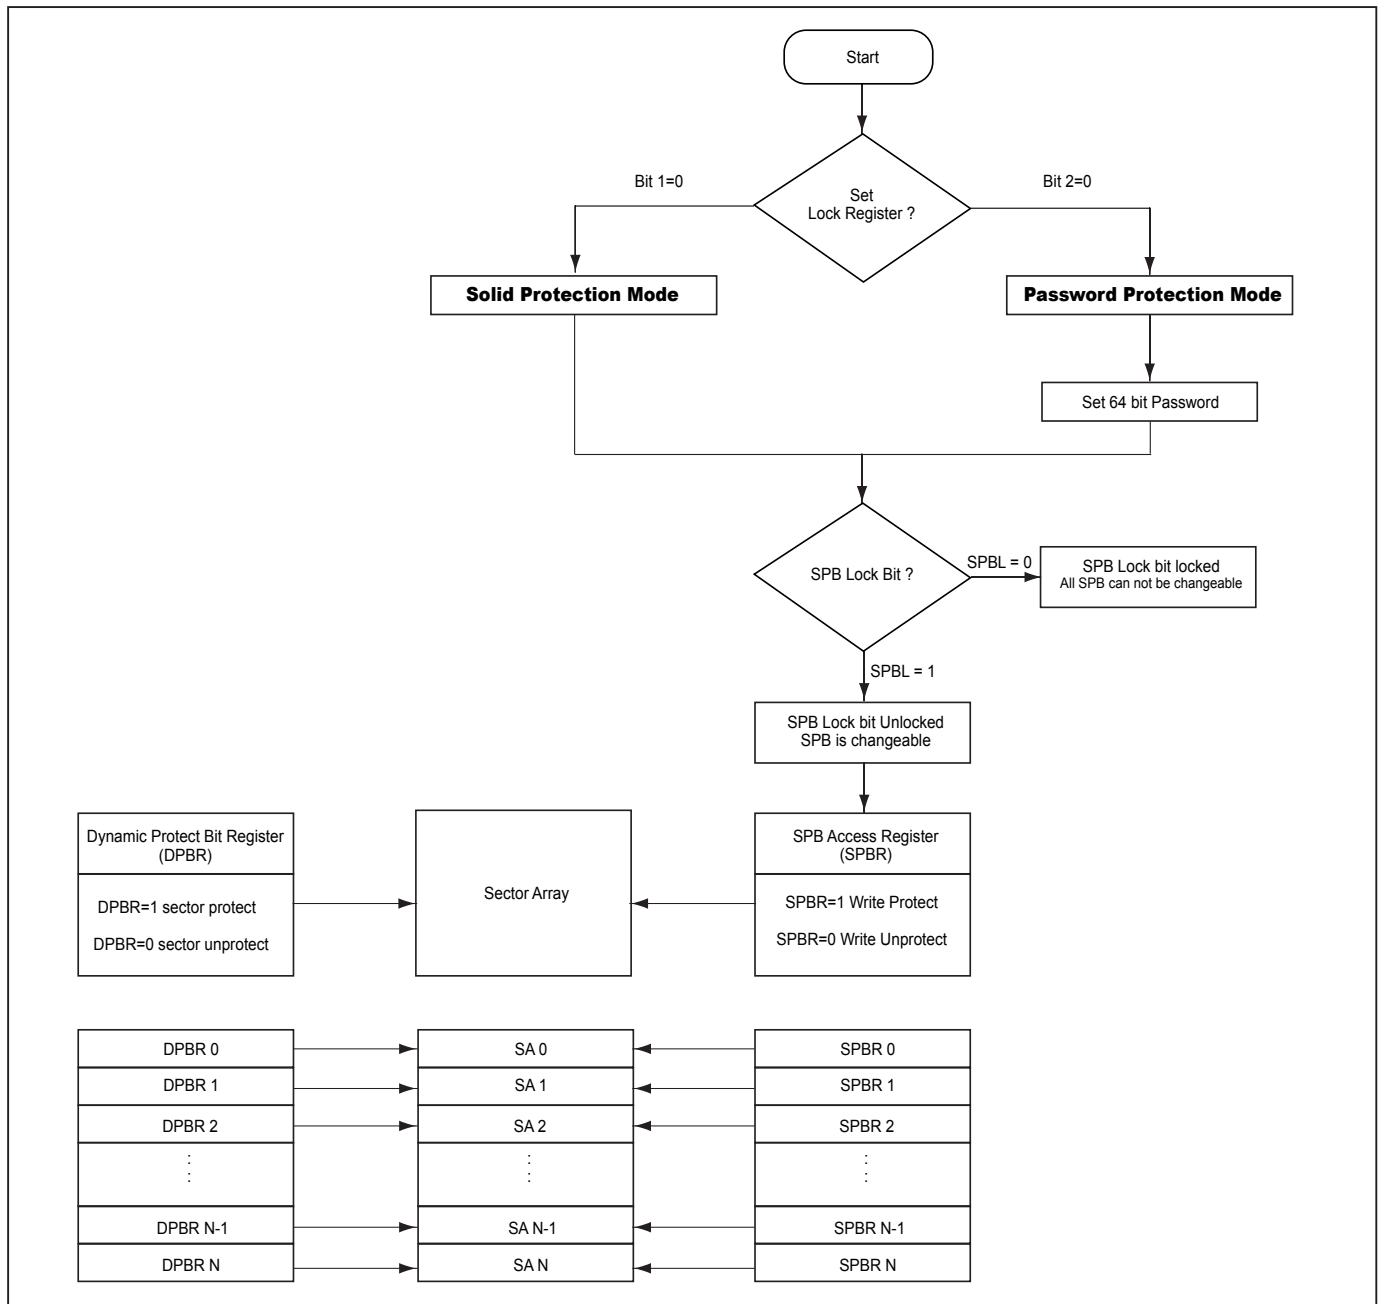 Start
Set
Lock Register ?
Bit 1=0
Bit 2=0
Solid Protection Mode
Password Protection Mode
Set 64 bit Password
SPB Lock Bit ?
SPBL = 0
SPB Lock bit locked
All SPB can not be changeable
SPBL = 1
SPB Lock bit Unlocked
SPB is changeable
Dynamic Protect Bit Register
(DPBR)
DPBR=1 sector protect
DPBR=0 sector unprotect
Sector Array
SPB Access Register
(SPBR)
SPBR=1 Write Protect
SPBR=0 Write Unprotect
DPBR 0
SA 0
SPBR 0
DPBR 1
SA 1
SPBR 1
DPBR 2
SA 2
SPBR 2
DPBR N-1
SA N-1
SPBR N-1
DPBR N
SA N
SPBR N